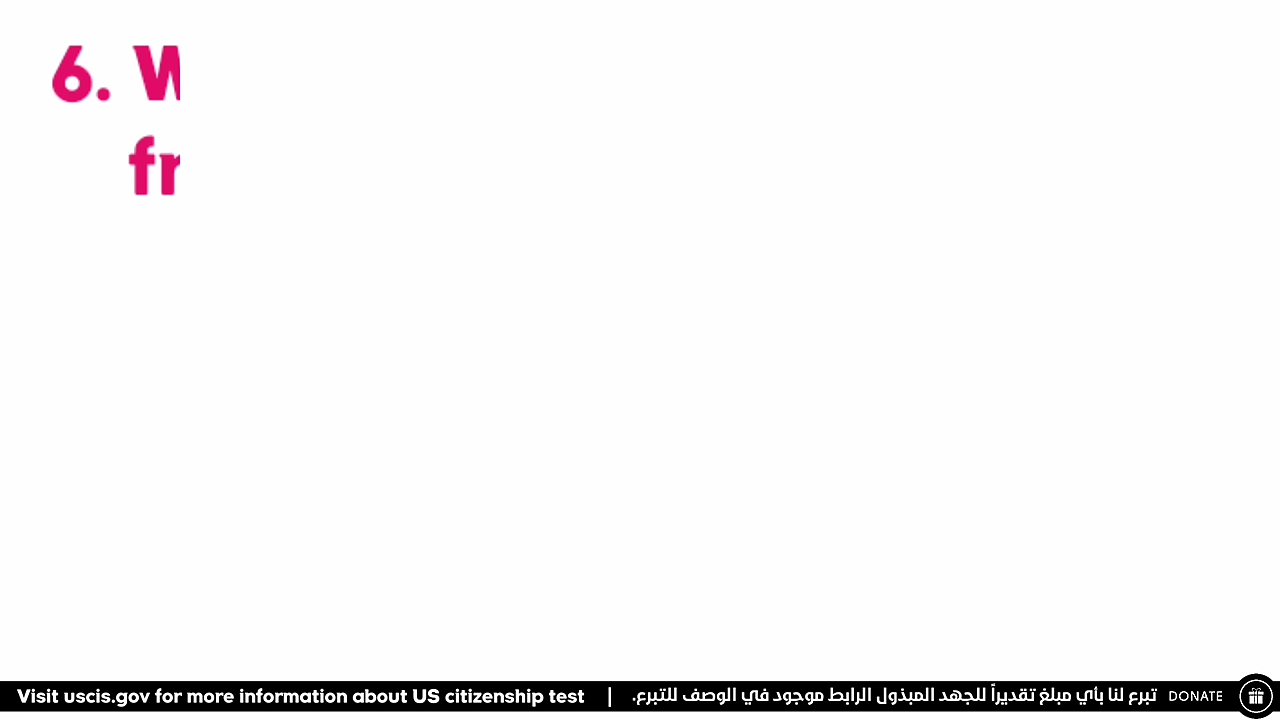 6. W
fr
Visit uscis.gov for more information about US citizenship test | تبرع لنا بأي مبلغ تقديراً للجهد المبذول الرابط موجود في الوصف للتبرع. DONATE